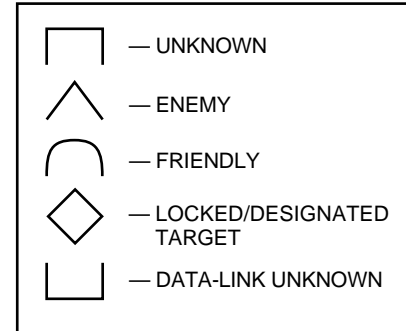 — UNKNOWN
— ENEMY
— FRIENDLY
— LOCKED/DESIGNATED
TARGET
— DATA-LINK UNKNOWN